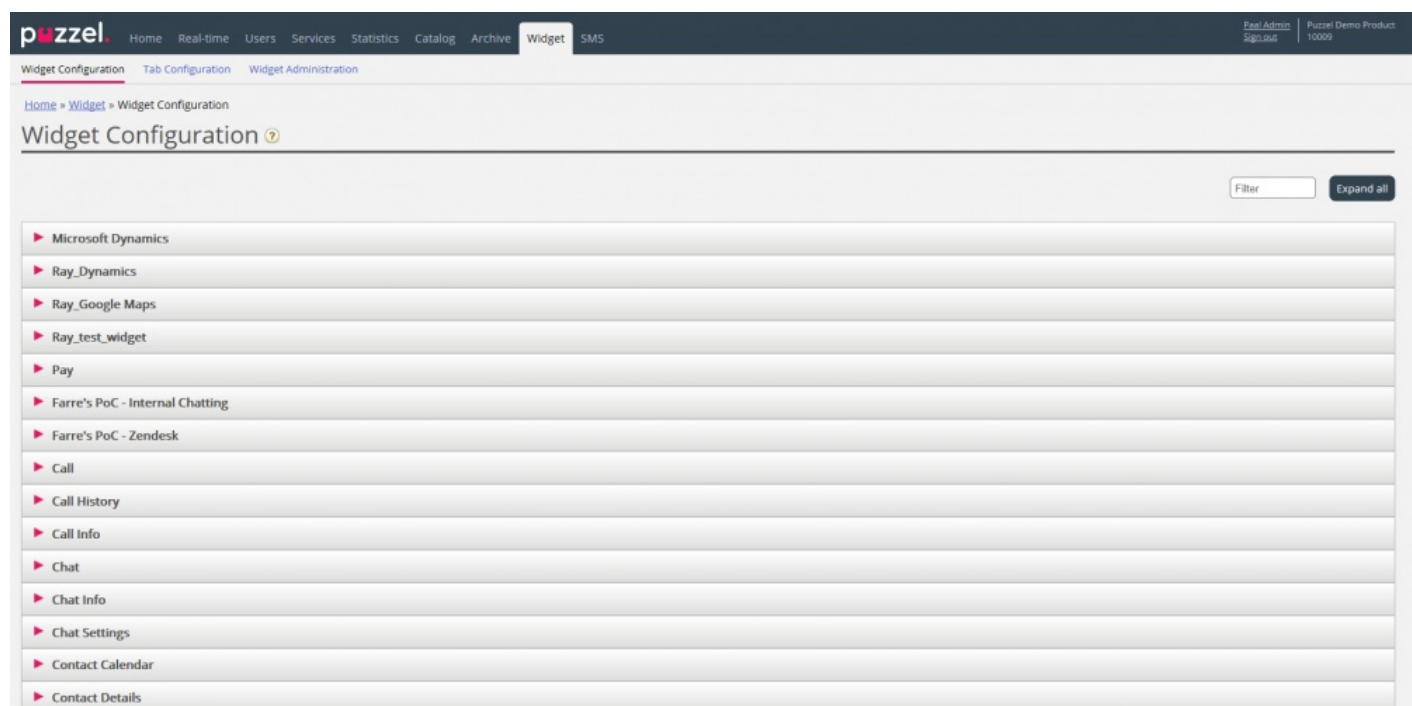 puzzel.
Home Real-time Users Services Statistics Catalog Archive Widget SMS
Paal Admin
Sign out
Puzzel Demo Product
10009
Widget Configuration Tab Configuration Widget Administration
Home » Widget » Widget Configuration
Widget Configuration ?
Filter Expand all
Microsoft Dynamics
Ray_Dynamics
Ray_Google Maps
Ray_test_widget
Pay
Farre's PoC - Internal Chatting
Farre's PoC - Zendesk
Call
Call History
Call Info
Chat
Chat Info
Chat Settings
Contact Calendar
Contact Details